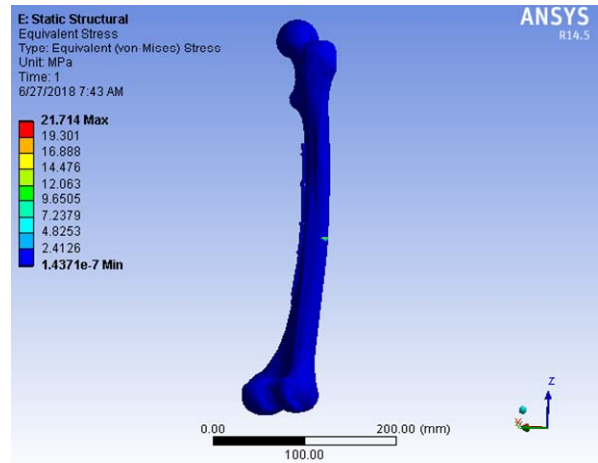 E: Static Structural
Equivalent Stress
Type: Equivalent (von-Mises) Stress
Unit: MPa
Time: 1
6/27/2018 7:43 AM
ANSYS
R14.5
21.714 Max
19.301
16.888
14.476
12.063
9.6505
7.2379
4.8253
2.4126
1.4371e-7 Min
0.00
200.00 (mm)
100.00
Z